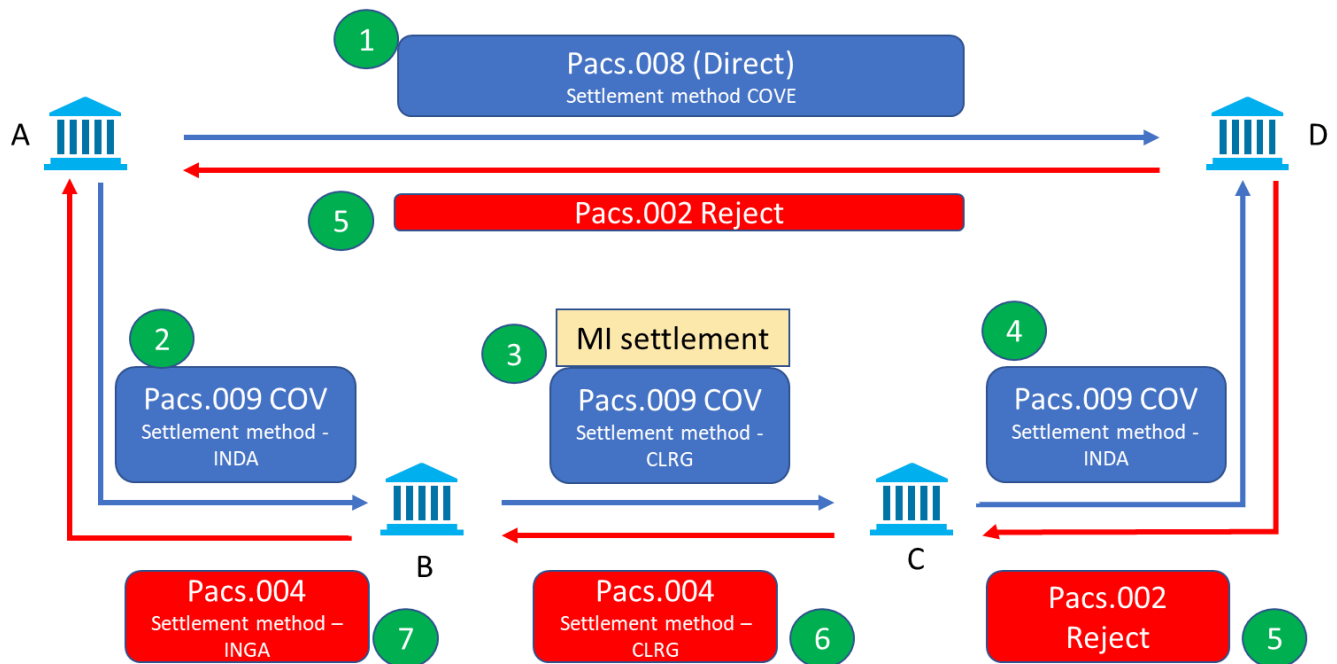 1
Pacs.008 (Direct)
Settlement method COVE
A
D
5
Pacs.002 Reject
2
3
MI settlement
4
Pacs.009 COV
Settlement method -
INDA
Pacs.009 COV
Settlement method -
CLRG
Pacs.009 COV
Settlement method -
INDA
B
C
Pacs.004
Settlement method –
INGA
7
Pacs.004
Settlement method –
CLRG
6
Pacs.002
Reject
5